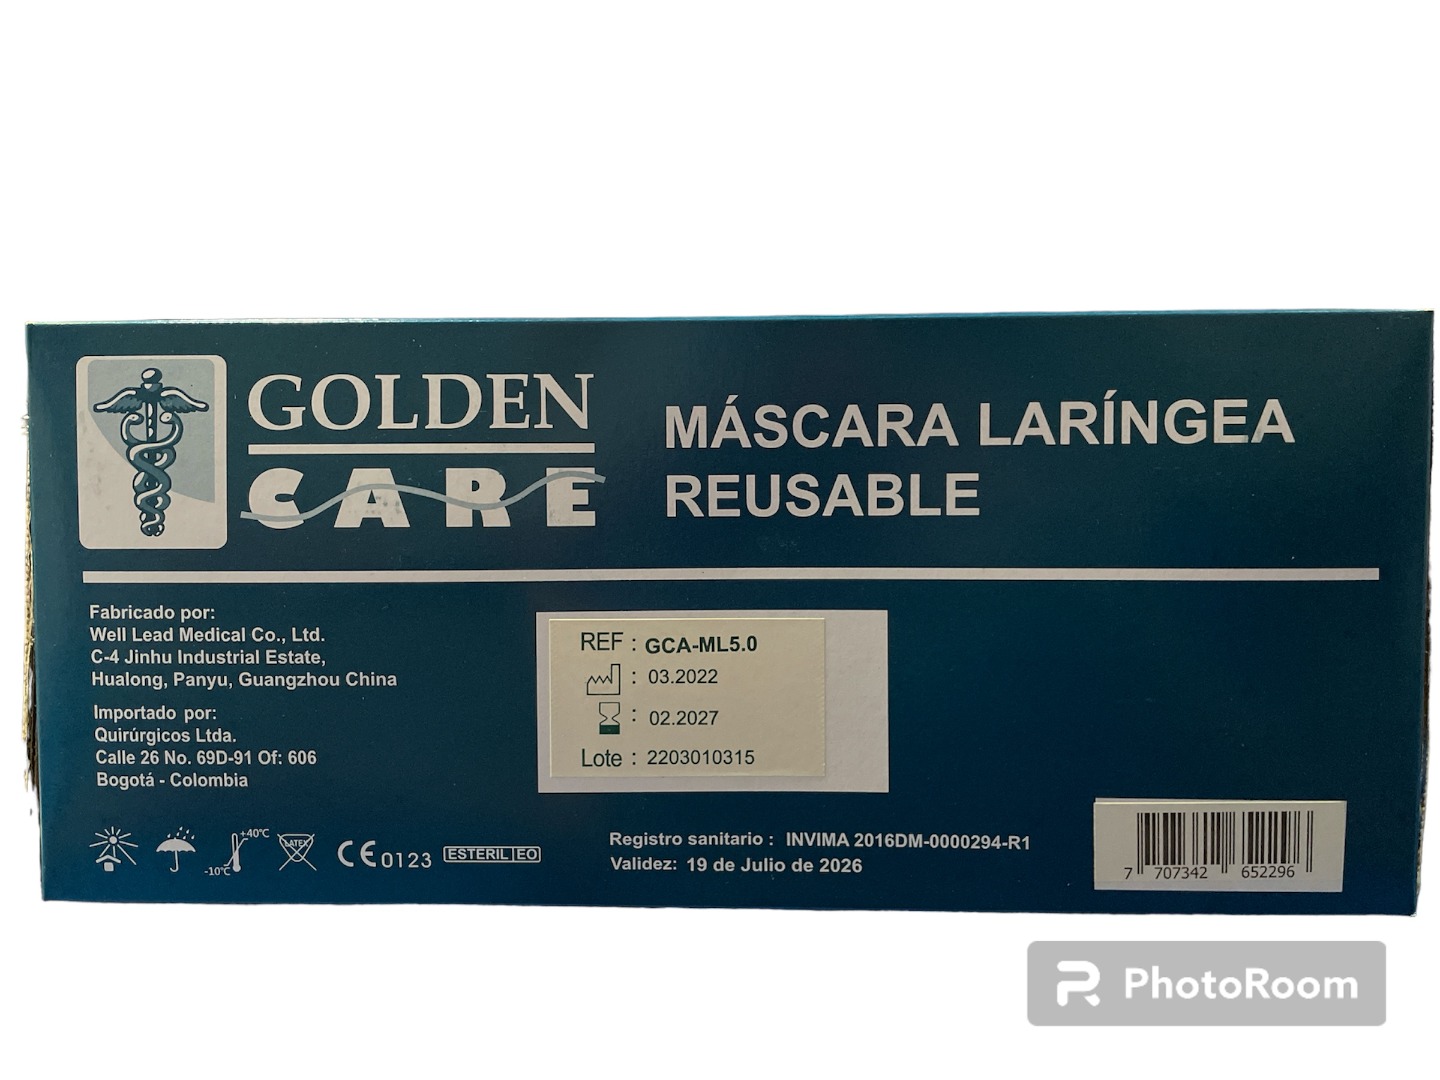 GOLDEN
CARE
MÁSCARA LARÍNGEA
REUSABLE
Fabricado por:
Well Lead Medical Co., Ltd.
C-4 Jinhu Industrial Estate,
Hualong, Panyu, Guangzhou China
Importado por:
Quirúrgicos Ltda.
Calle 26 No. 69D-91 Of: 606
Bogotá - Colombia
REF : GCA-ML5.0
: 03.2022
: 02.2027
Lote : 2203010315
+40°C
-10°C
LATEX
CE 0123
ESTERIL EO
Registro sanitario : INVIMA 2016DM-0000294-R1
Validez: 19 de Julio de 2026
7 707342 652296
PhotoRoom